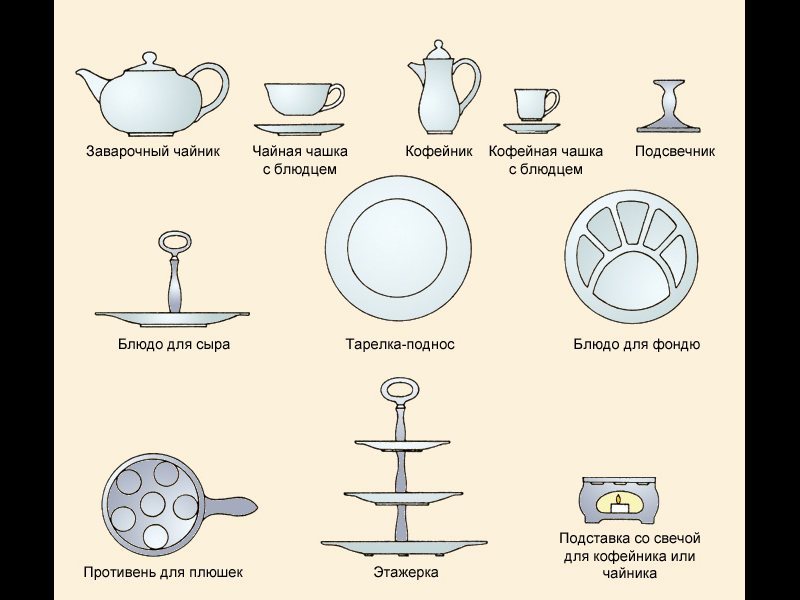 Заварочный чайник
Чайная чашка
с блюдцем
Кофейник
Кофейная чашка
с блюдцем
Подсвечник
Блюдо для сыра
Тарелка-поднос
Блюдо для фондю
Противень для плюшек
Этажерка
Подставка со свечой
для кофейника или
чайника